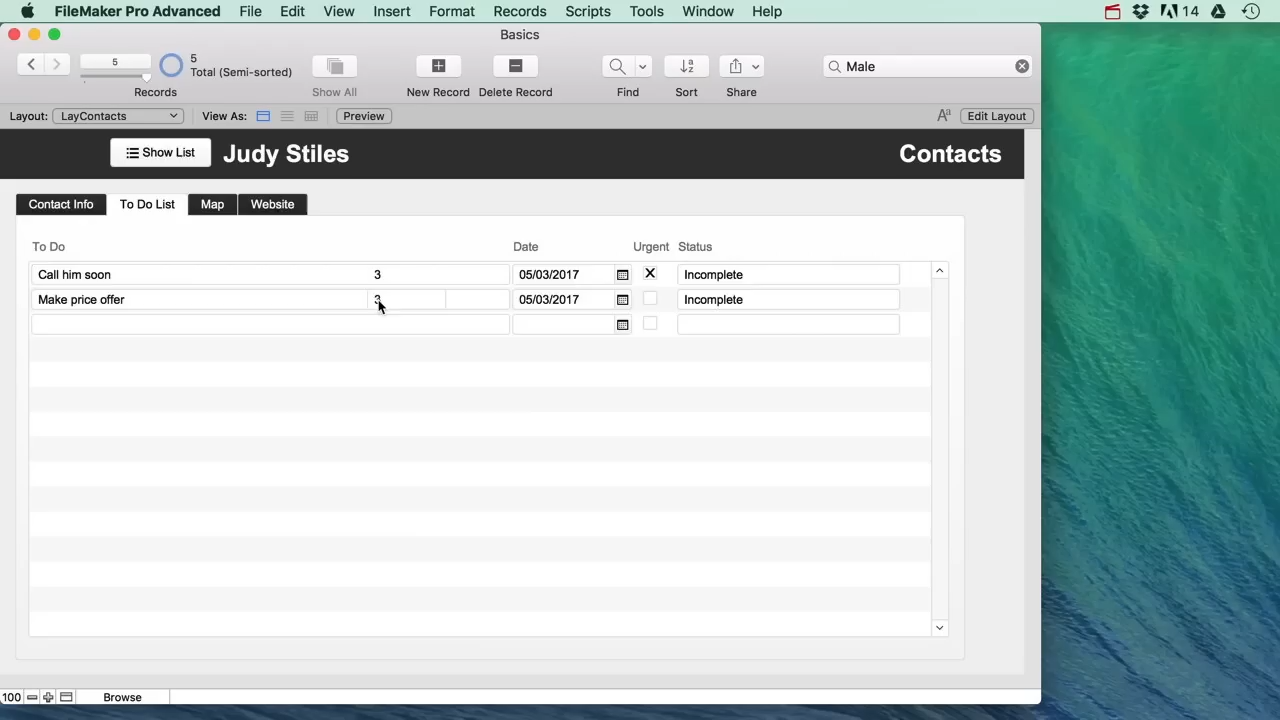 FileMaker Pro Advanced File Edit View Insert Format Records Scripts Tools Window Help 14
Basics
5 5 Total (Semi-sorted) Male
Records Show All New Record Delete Record Find Sort Share
Layout: LayContacts View As: Preview Aa Edit Layout
Show List Judy Stiles Contacts
Contact Info To Do List Map Website
To Do Date Urgent Status
Call him soon 3 05/03/2017 X Incomplete
Make price offer 3 05/03/2017 Incomplete
100 Browse